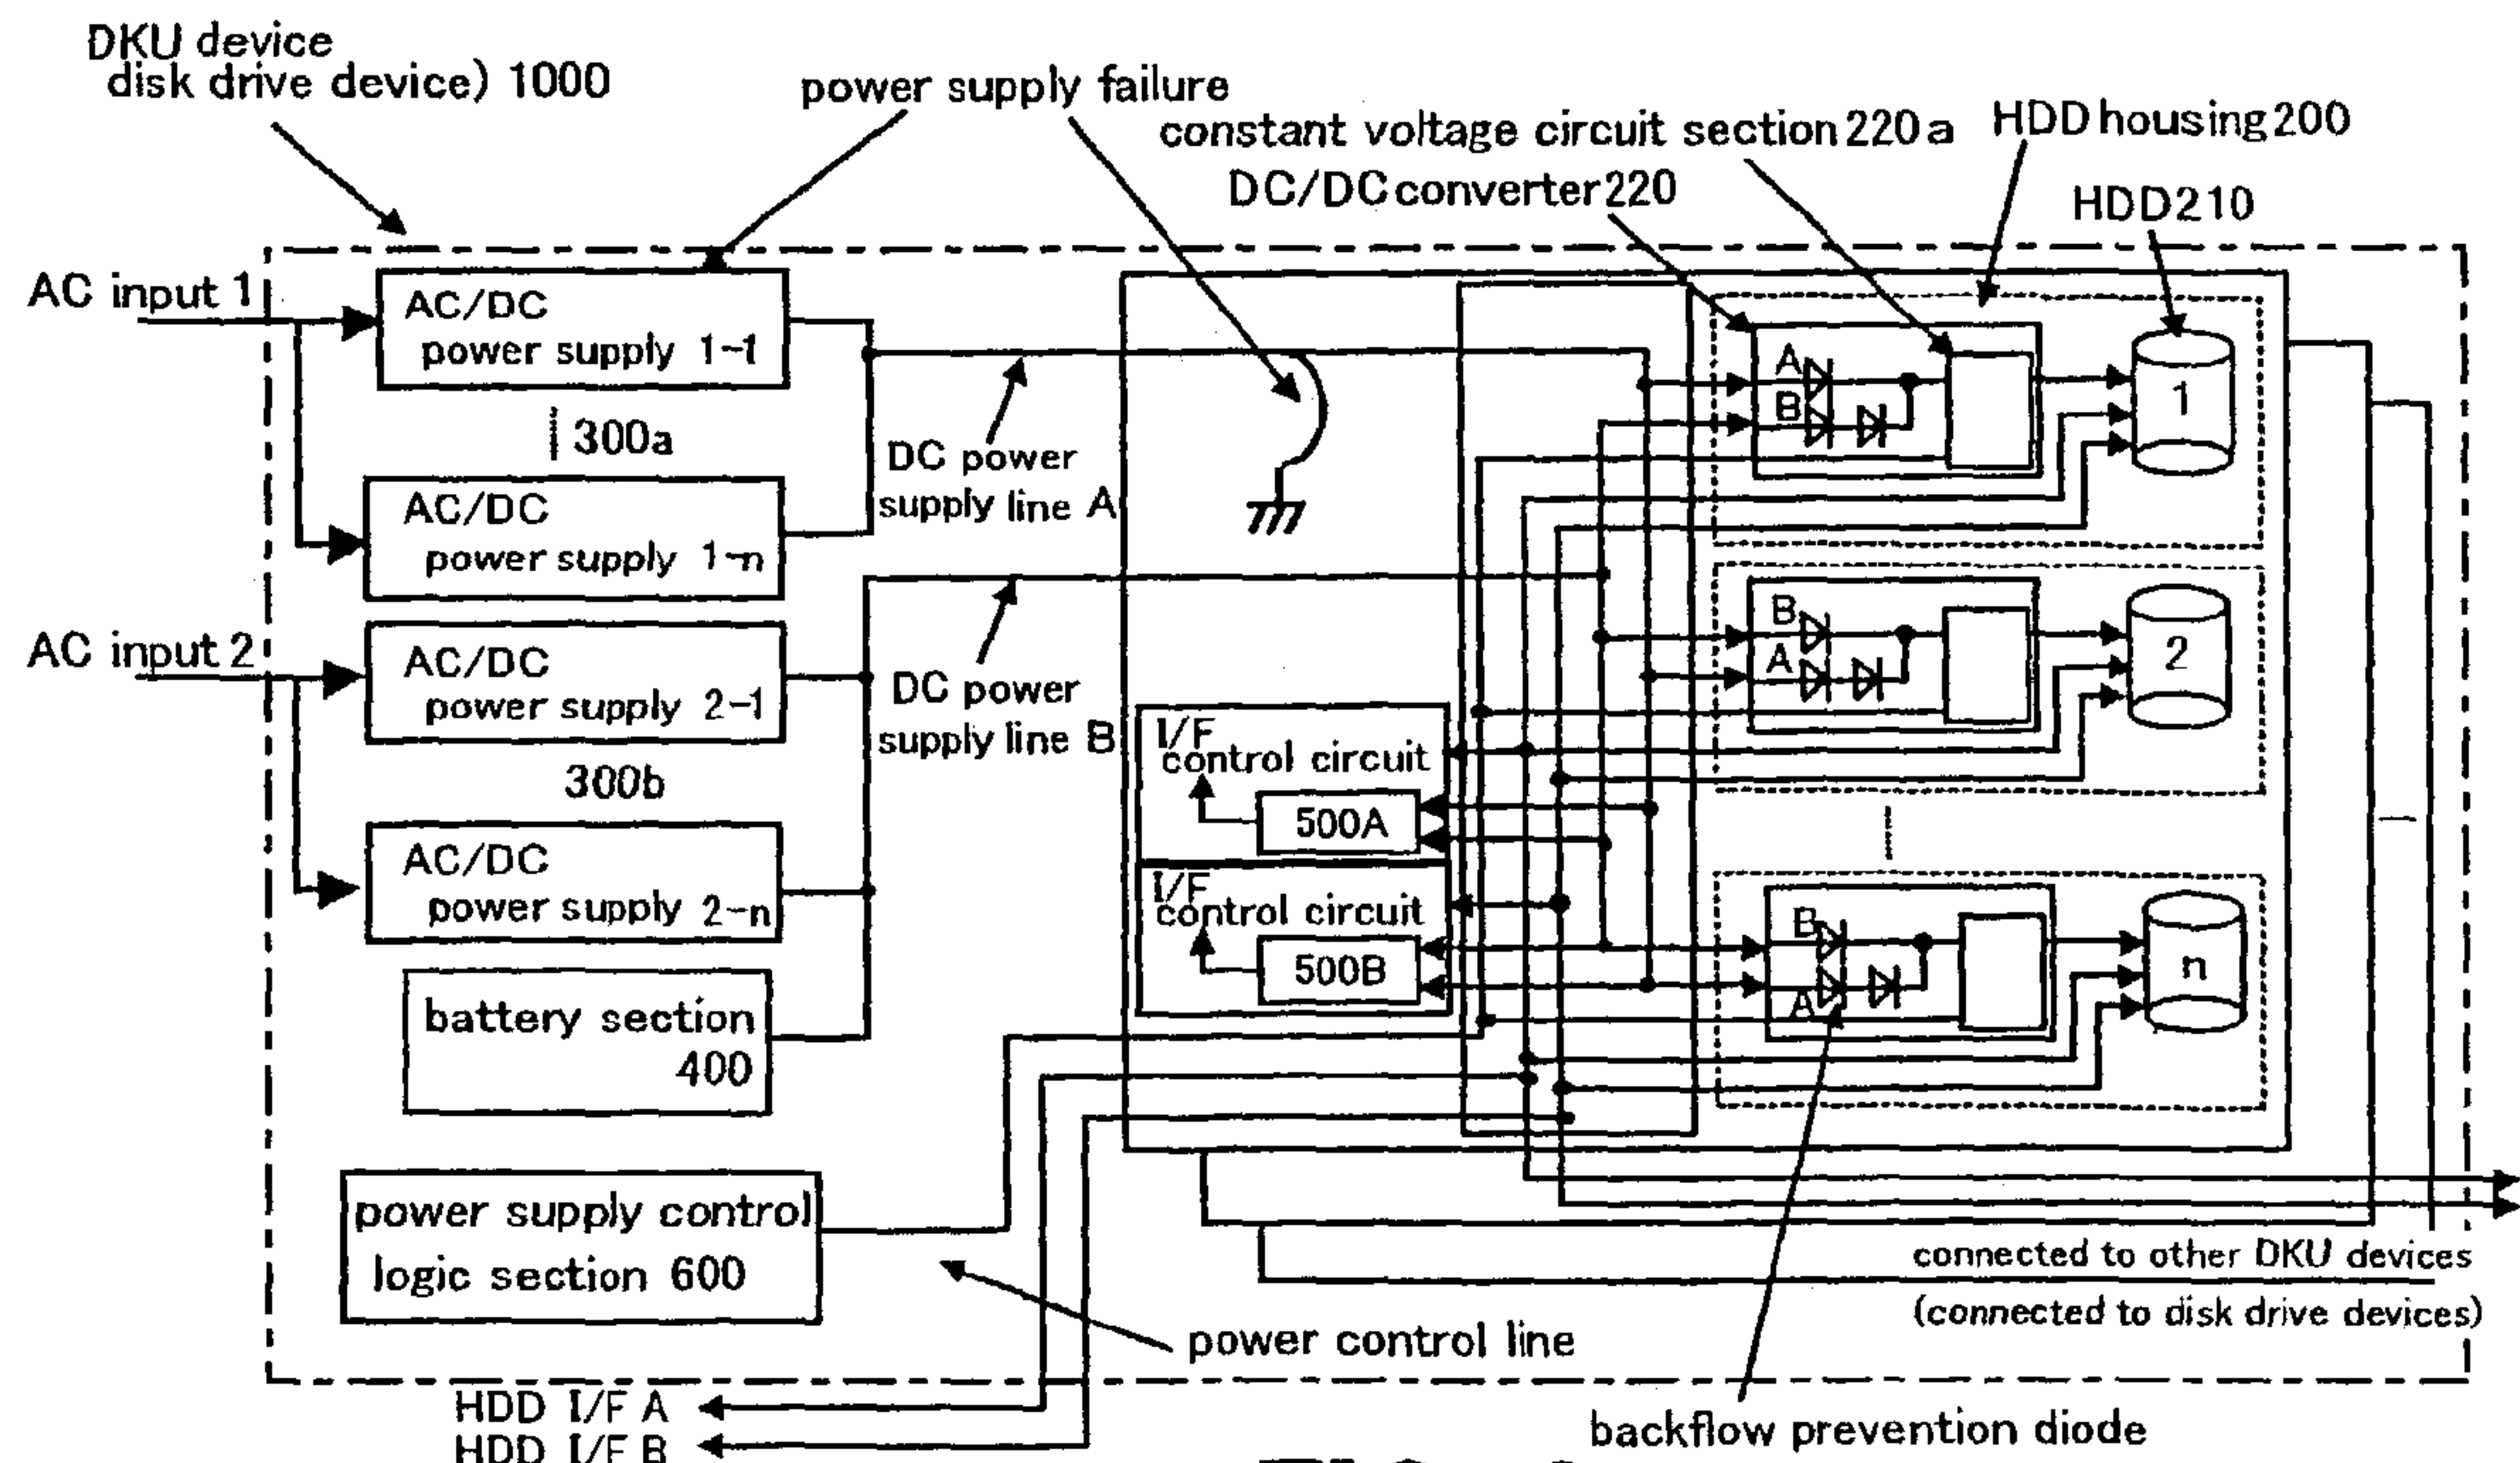 DKU device
disk drive device) 1000
power supply failure
constant voltage circuit section 220a
HDD housing 200
DC/DC converter 220
HDD 210
AC input 1
AC/DC
power supply 1-1
300a
AC/DC
power supply 1-n
DC power
supply line A
AC input 2
AC/DC
power supply 2-1
300b
AC/DC
power supply 2-n
DC power
supply line B
battery section
400
power supply control
logic section 600
I/F
control circuit
500A
I/F
control circuit
500B
A
B
1
B
A
2
B
A
n
connected to other DKU devices
(connected to disk drive devices)
power control line
backflow prevention diode
HDD I/F A
HDD I/F B